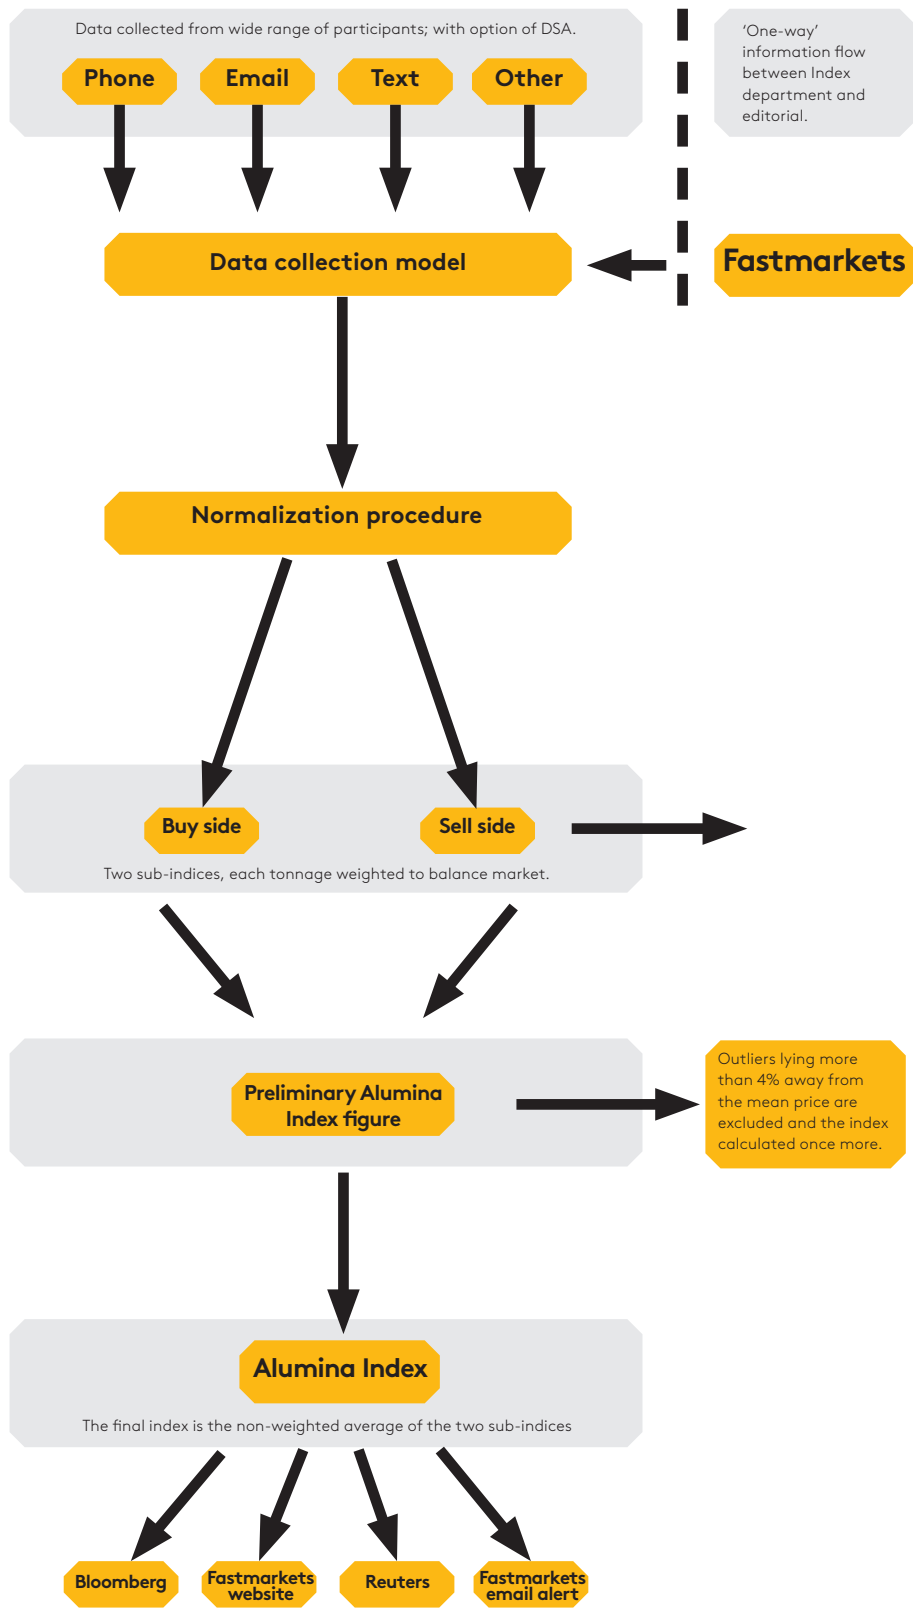 Data collected from wide range of participants; with option of DSA.
Phone
Email
Text
Other
‘One-way’
information flow
between Index
department and
editorial.
Data collection model
Fastmarkets
Normalization procedure
Buy side
Sell side
Two sub-indices, each tonnage weighted to balance market.
Preliminary Alumina
Index figure
Outliers lying more
than 4% away from
the mean price are
excluded and the index
calculated once more.
Alumina Index
The final index is the non-weighted average of the two sub-indices
Bloomberg
Fastmarkets
website
Reuters
Fastmarkets
email alert